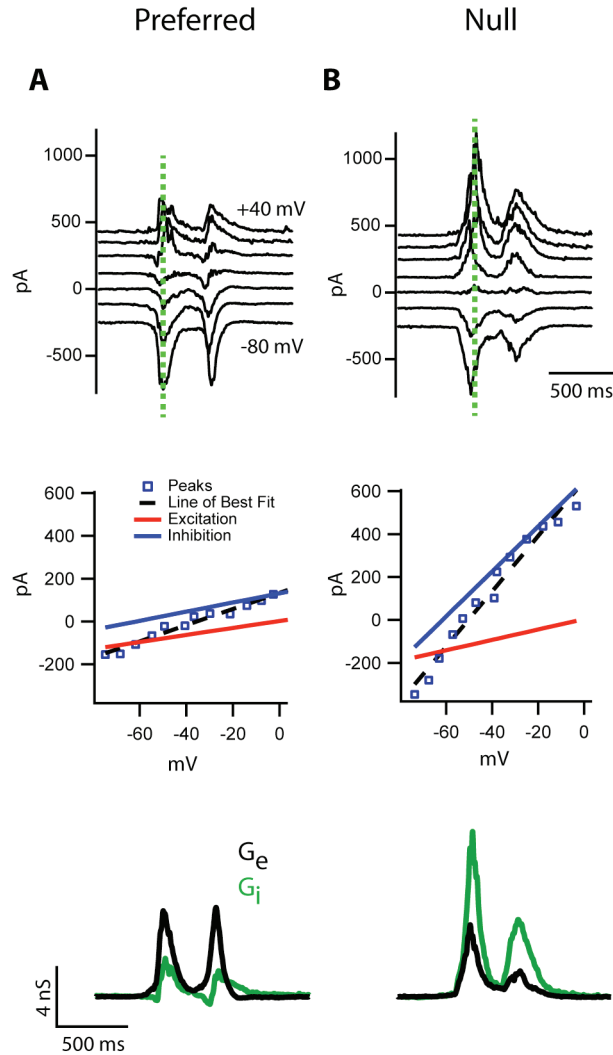 Preferred
Null
A
B
1000
500
0
-500
pA
+40 mV
-80 mV
1000
500
0
-500
pA
500 ms
600
400
200
0
-200
pA
-60
-40
-20
0
mV
Peaks
Line of Best Fit
Excitation
Inhibition
600
400
200
0
-200
pA
-60
-40
-20
0
mV
Ge
Gi
4 nS
500 ms